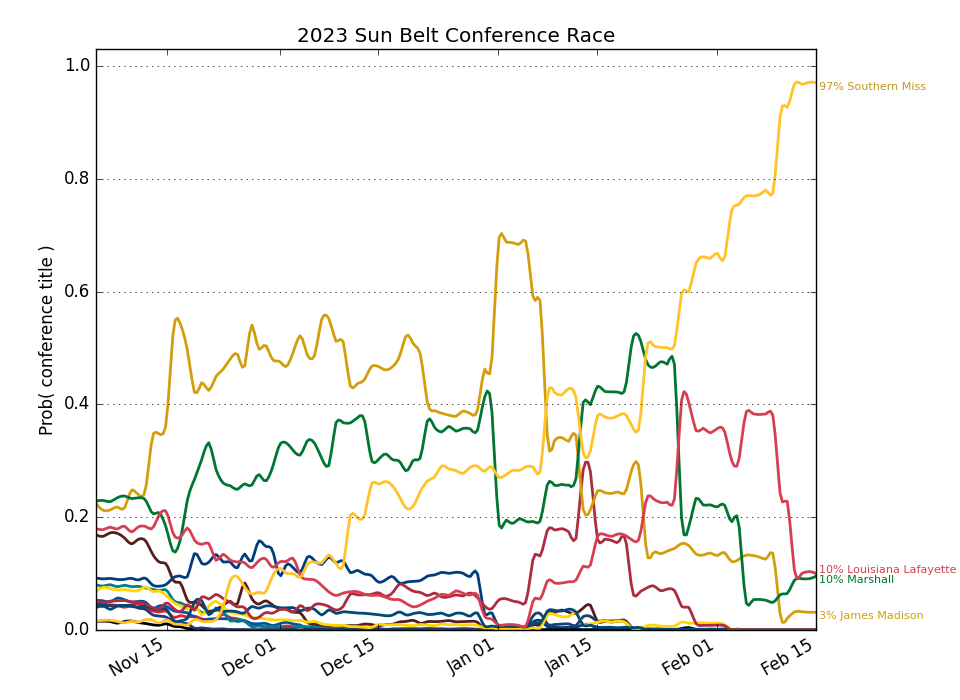 2023 Sun Belt Conference Race
1.0
0.8
0.6
0.4
0.2
0.0
Prob( conference title )
97% Southern Miss
10% Louisiana Lafayette
10% Marshall
3% James Madison
Nov 15
Dec 01
Dec 15
Jan 01
Jan 15
Feb 01
Feb 15